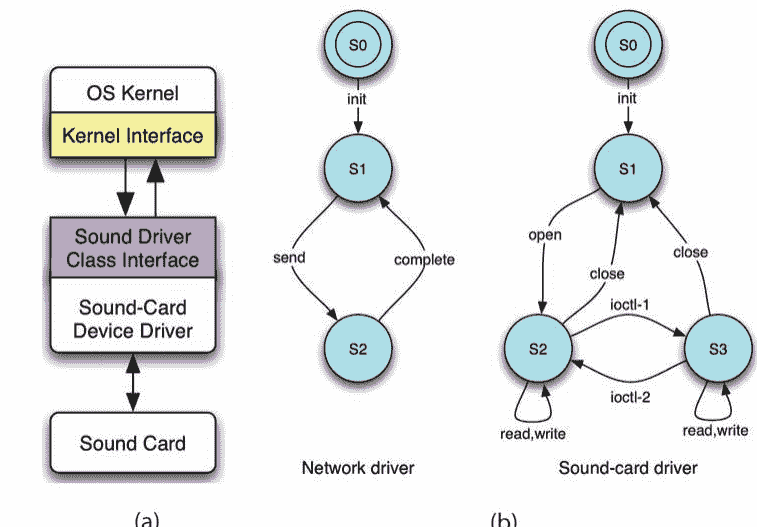 OS Kernel
Kernel Interface
Sound Driver
Class Interface
Sound-Card
Device Driver
Sound Card
(a)
S0
init
S1
send
complete
S2
Network driver
S0
init
S1
open
close
close
ioctl-1
S2
S3
ioctl-2
read,write
read,write
Sound-card driver
(b)